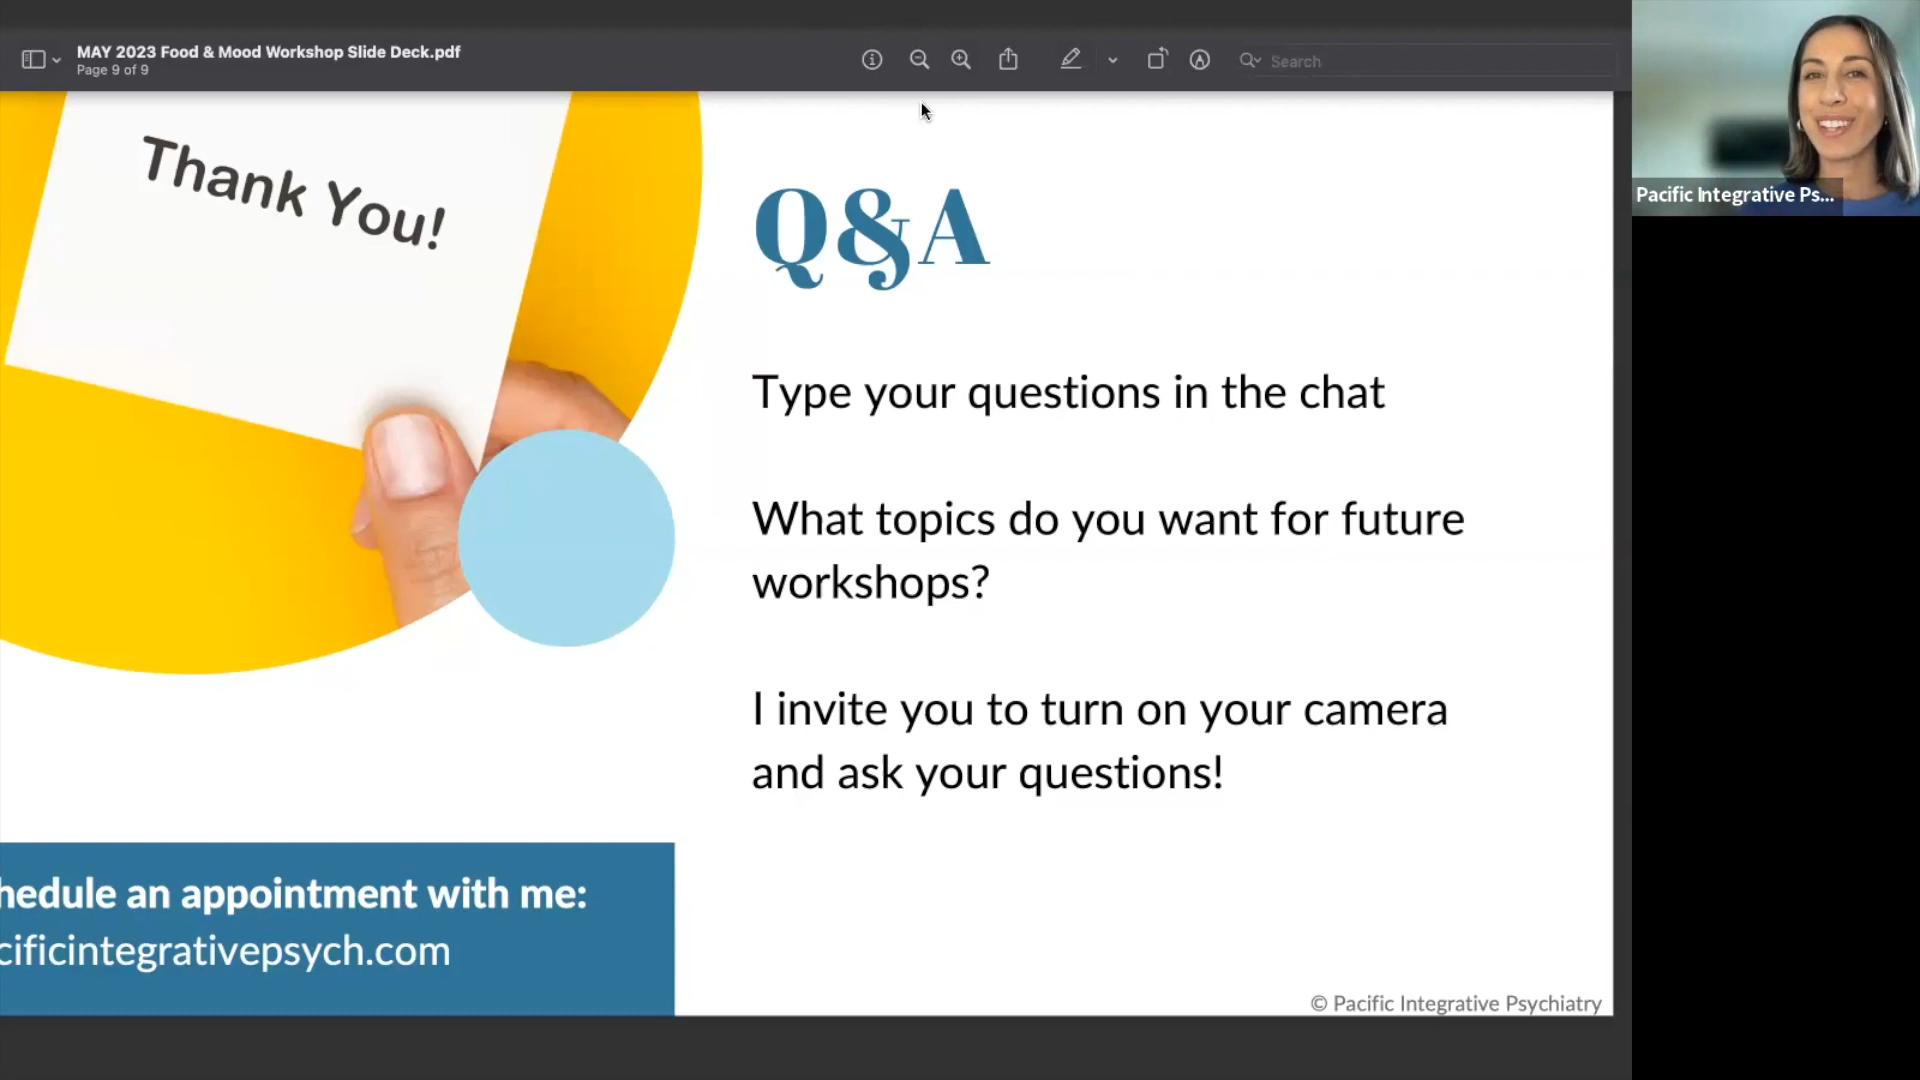 MAY 2023 Food & Mood Workshop Slide Deck.pdf
Page 9 of 9
Search
Pacific Integrative Ps...
Thank You!
Q&A
Type your questions in the chat
What topics do you want for future
workshops?
I invite you to turn on your camera
and ask your questions!
hedule an appointment with me:
cificintegrativepsych.com
© Pacific Integrative Psychiatry